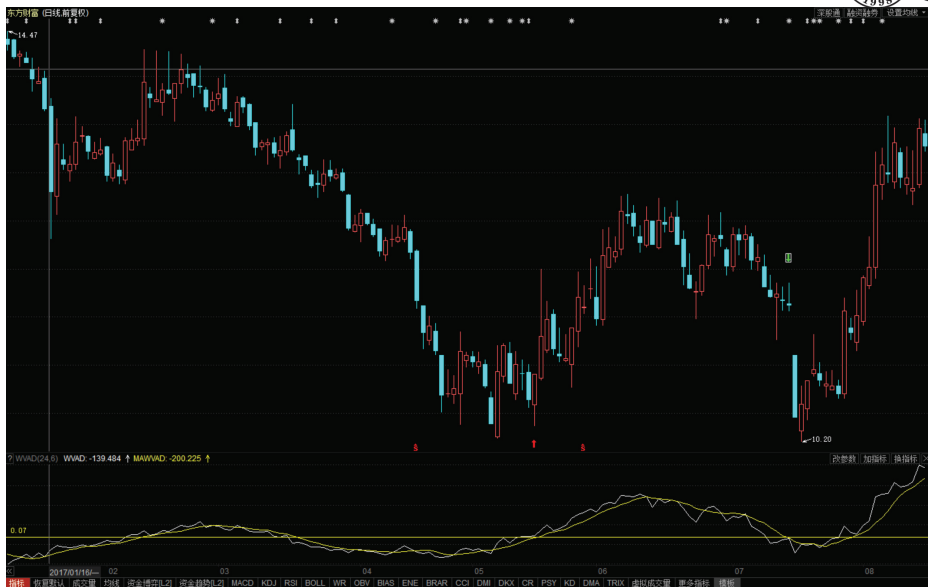 1998
东方财富 (日线.前复权)
深股通 融资融券 设置均线
14.47
10.20
? WVAD(24,6) WVAD: -139.484 ↑ MAWVAD: -200.225 ↑
改参数 加指标 换指标 ×
0.07
2017/01/16/— 02 03 04 05 06 07 08
指标 恢复默认 成交量 均线 资金博弈[L2] 资金趋势[L2] MACD KDJ RSI BOLL WR OBV BIAS ENE BRAR CCI DMI DKX CR PSY KD DMA TRIX 虚拟成交量 更多指标 模板